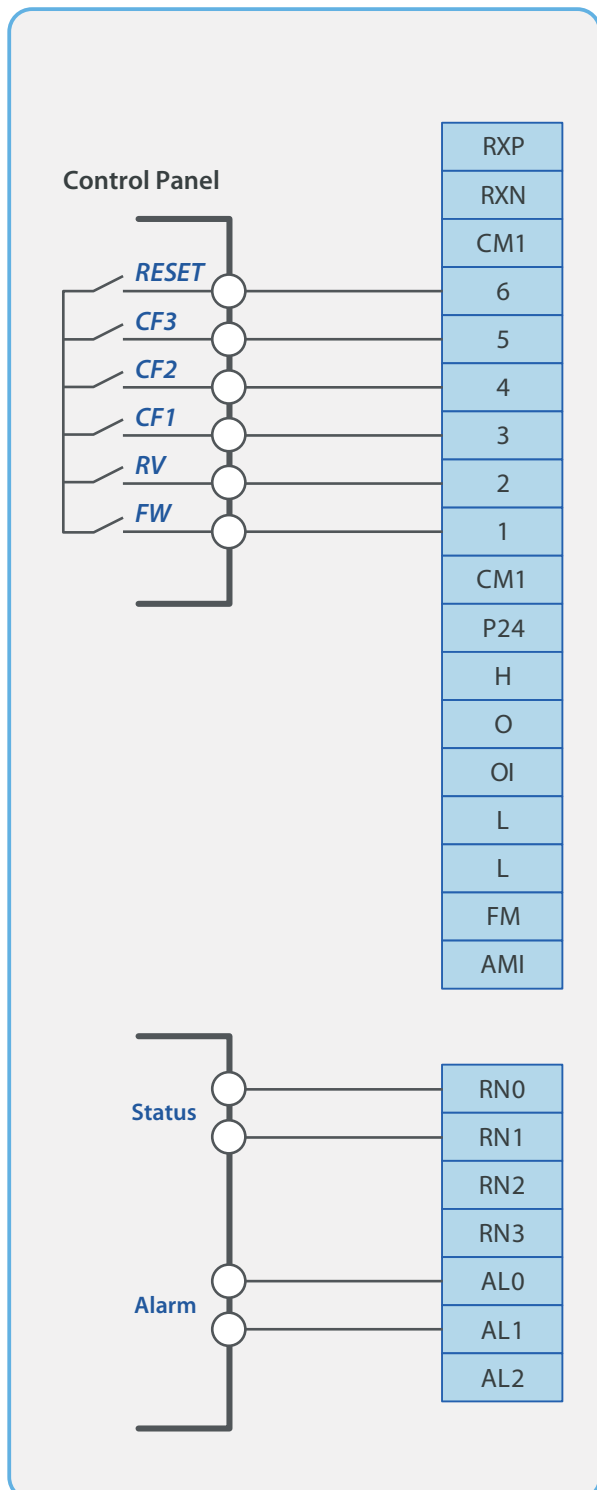 Control Panel
RESET
CF3
CF2
CF1
RV
FW
RXP
RXN
CM1
6
5
4
3
2
1
CM1
P24
H
O
OI
L
L
FM
AMI
Status
Alarm
RN0
RN1
RN2
RN3
AL0
AL1
AL2